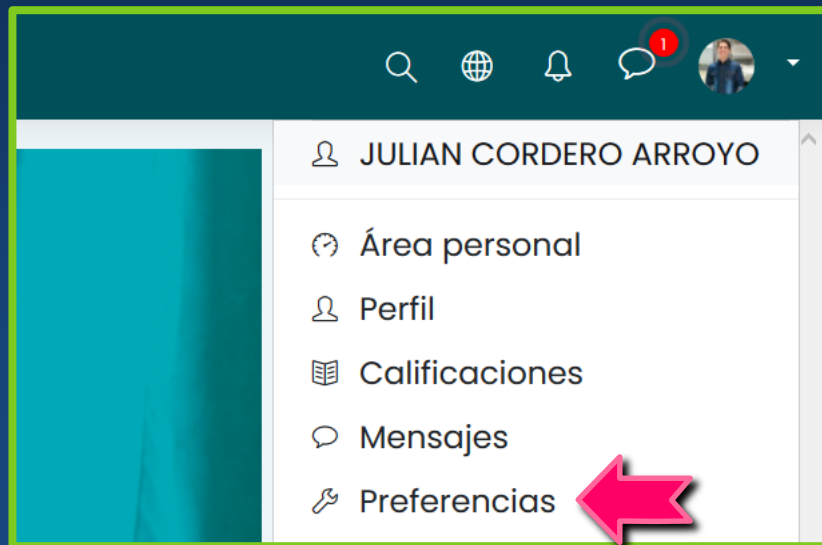 1
JULIAN CORDERO ARROYO
Área personal
Perfil
Calificaciones
Mensajes
Preferencias